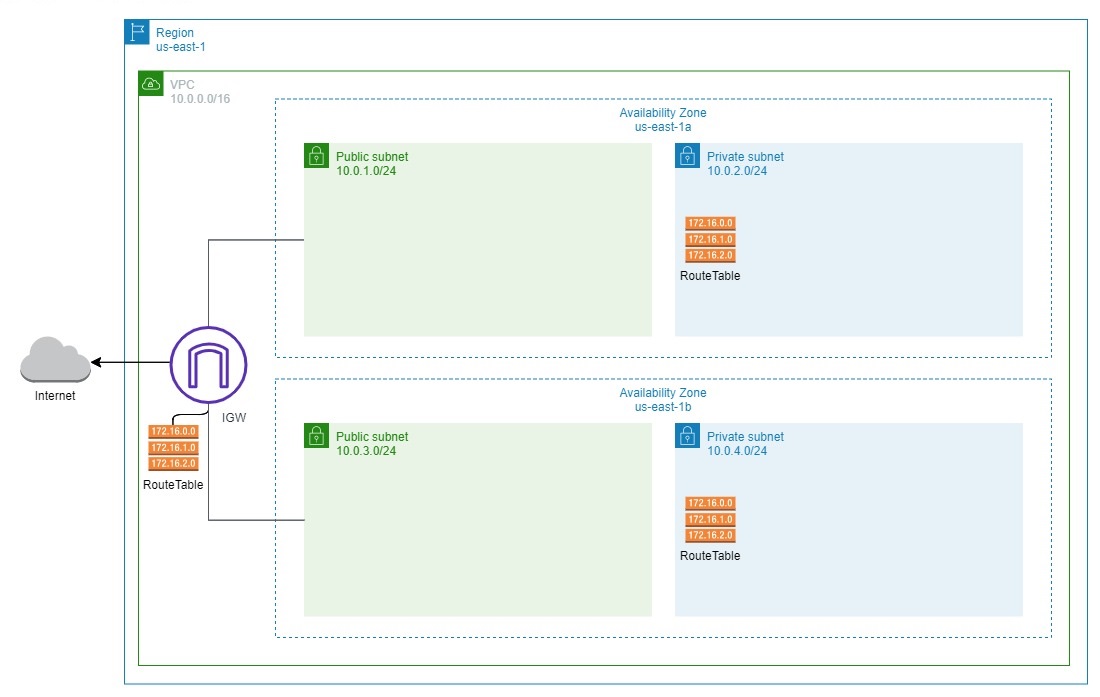 Region
us-east-1
VPC
10.0.0.0/16
Availability Zone
us-east-1a
Public subnet
10.0.1.0/24
Private subnet
10.0.2.0/24
172.16.0.0
172.16.1.0
172.16.2.0
RouteTable
Internet
IGW
172.16.0.0
172.16.1.0
172.16.2.0
RouteTable
Availability Zone
us-east-1b
Public subnet
10.0.3.0/24
Private subnet
10.0.4.0/24
172.16.0.0
172.16.1.0
172.16.2.0
RouteTable